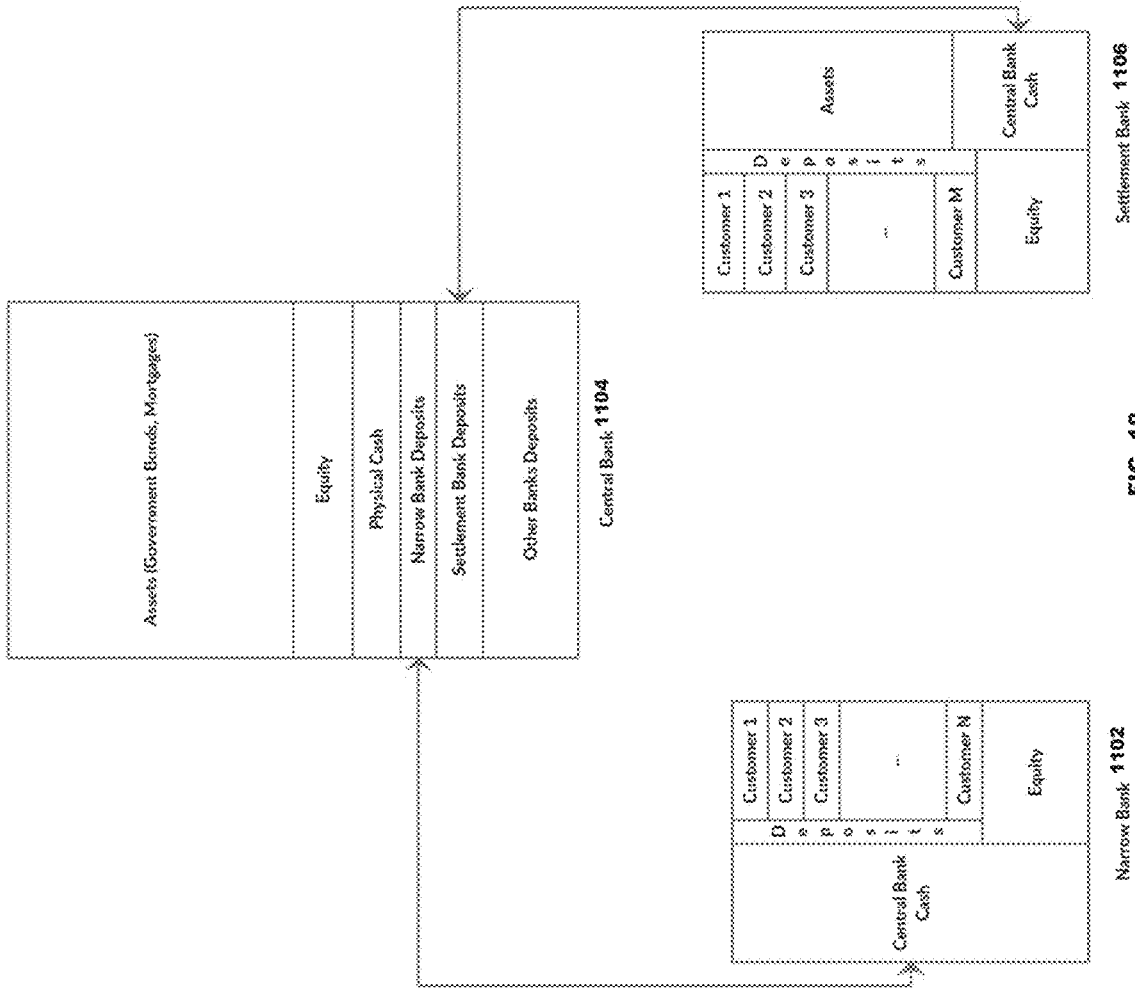 Assets (Government Bonds, Mortgages)
Equity
Physical Cash
Narrow Bank Deposits
Settlement Bank Deposits
Other Banks Deposits
Central Bank 1104
Customer 1
Customer 2
Customer 3
...
Customer N
Deposits
Central Bank
Cash
Equity
Narrow Bank 1102
Customer 1
Customer 2
Customer 3
...
Customer M
Deposits
Assets
Central Bank
Cash
Equity
Settlement Bank 1106
FIG.